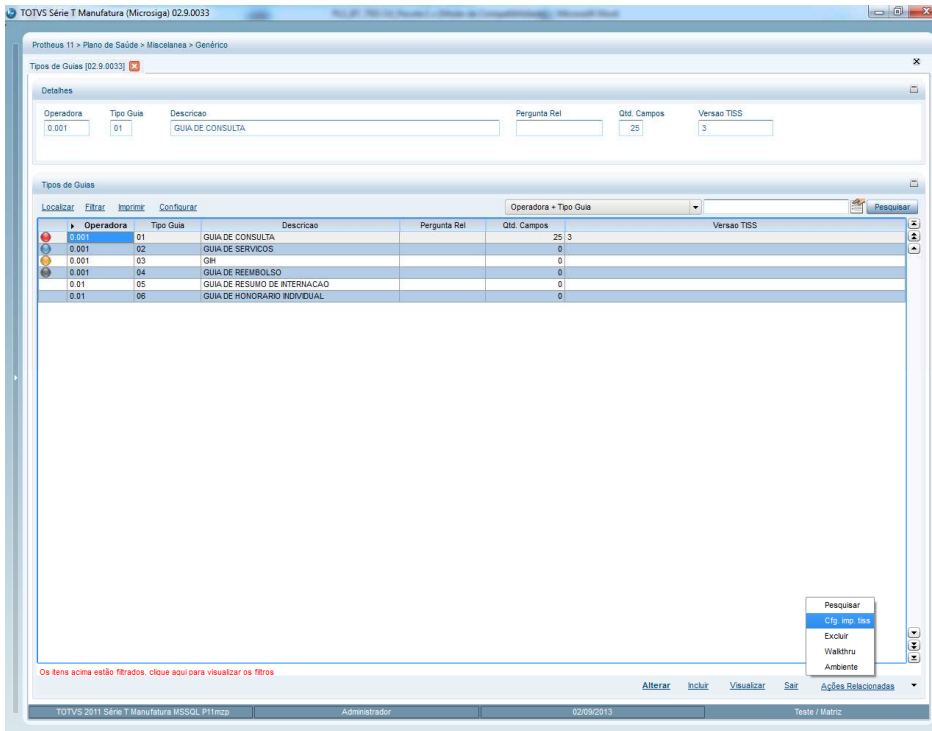 TOTVS Série T Manufatura (Microsiga) 02.9.0033
Protheus 11 > Plano de Saúde > Miscelanea > Genérico
Tipos de Guias [02.9.0033]
Detalhes
Operadora Tipo Guia Descricao Pergunta Rel Qtd. Campos Versao TISS
0.001 01 GUIA DE CONSULTA 25 3
Tipos de Guias
Localizar Filtrar Imprimir Configurar Operadora + Tipo Guia Pesquisar
Operadora Tipo Guia Descricao Pergunta Rel Qtd. Campos Versao TISS
0.001 01 GUIA DE CONSULTA 25 3
0.001 02 GUIA DE SERVICOS 0
0.001 03 GIH 0
0.001 04 GUIA DE REEMBOLSO 0
0.01 05 GUIA DE RESUMO DE INTERNACAO 0
0.01 06 GUIA DE HONORARIO INDIVIDUAL 0
Pesquisar
Cfg. imp. tiss
Excluir
Walkthru
Ambiente
Os itens acima estão filtrados, clique aqui para visualizar os filtros
Alterar Incluir Visualizar Sair Ações Relacionadas
TOTVS 2011 Série T Manufatura MSSQL P11mzp Administrador 02/09/2013 Teste / Matriz